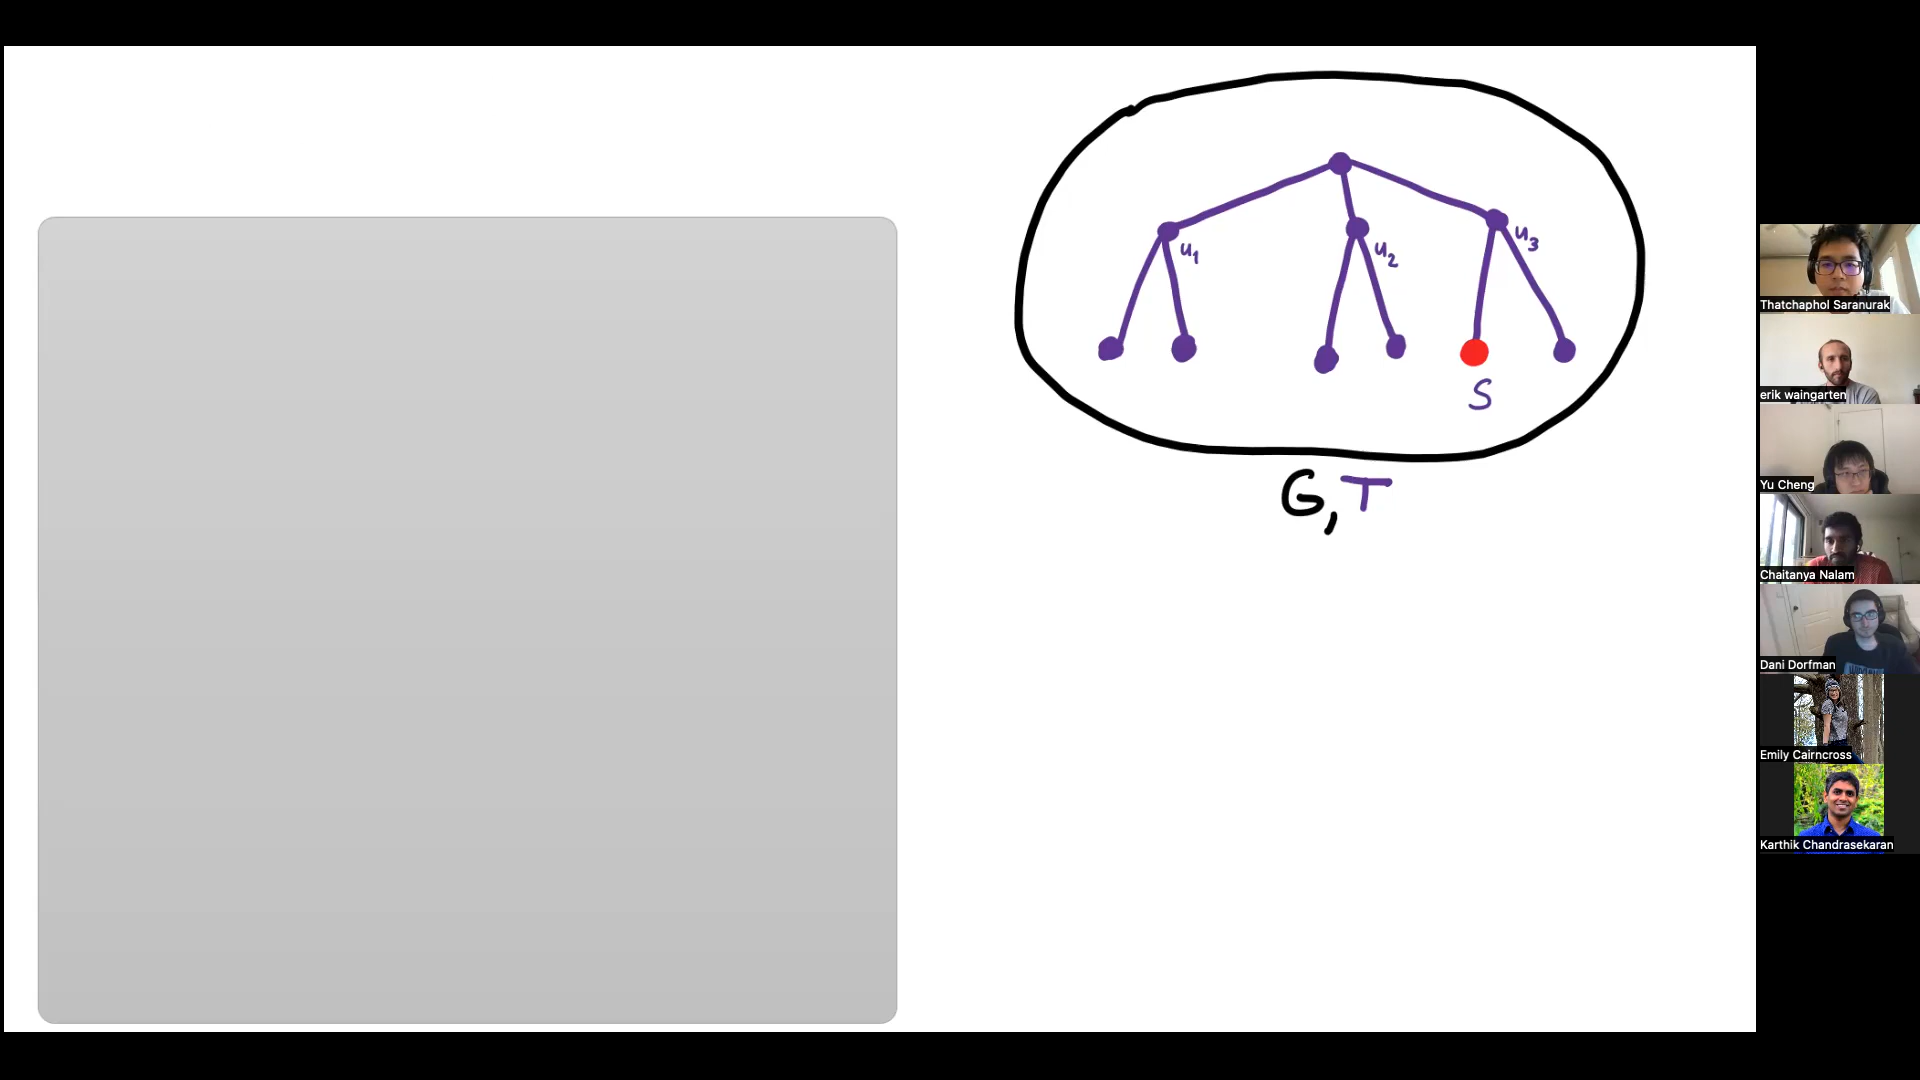 u1
u2
u3
S
G, T
Thatchaphol Saranurak
erik waingarten
Yu Cheng
Chaitanya Nalam
Dani Dorfman
Emily Cairncross
Karthik Chandrasekaran